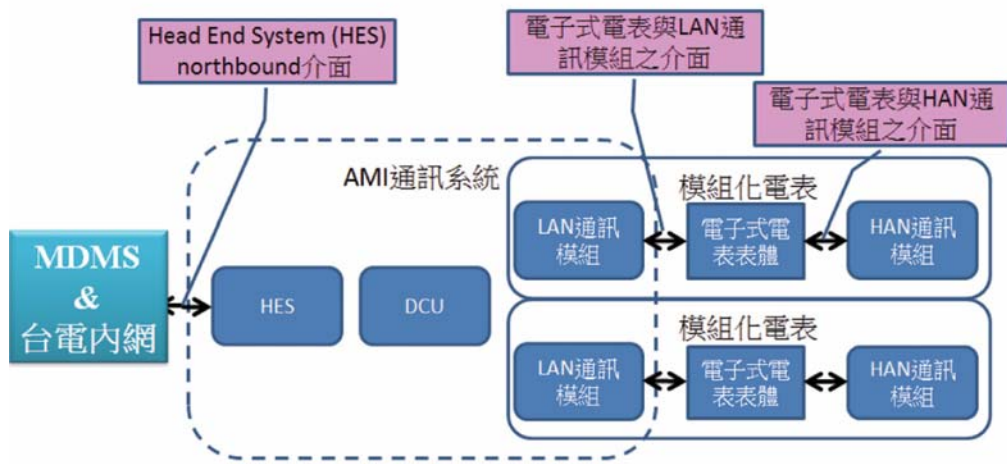 Head End System (HES)
northbound介面
電子式電表與LAN通
訊模組之介面
電子式電表與HAN通
訊模組之介面
AMI通訊系統
模組化電表
LAN通訊
模組
電子式電
表表體
HAN通訊
模組
MDMS
&
台電內網
HES
DCU
模組化電表
LAN通訊
模組
電子式電
表表體
HAN通訊
模組